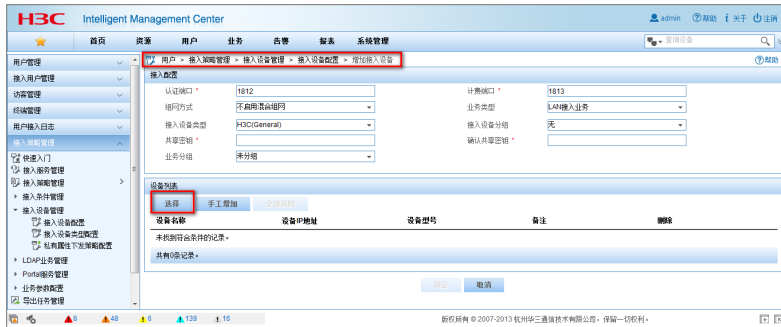 H3C Intelligent Management Center admin 帮助 关于 注销
首页 资源 用户 业务 告警 报表 系统管理 查询设备
用户管理
接入用户管理
访客管理
终端管理
用户接入日志
接入策略管理
快速入门
接入服务管理
接入策略管理
接入条件管理
接入设备管理
接入设备配置
接入设备类型配置
私有属性下发策略配置
LDAP业务管理
Portal服务管理
业务参数配置
导出任务管理
用户 > 接入策略管理 > 接入设备管理 > 接入设备配置 > 增加接入设备 帮助
接入配置
认证端口 * 1812 计费端口 * 1813
组网方式 不启用混合组网 业务类型 LAN接入业务
接入设备类型 H3C(General) 接入设备分组 无
共享密钥 * 确认共享密钥 *
业务分组 未分组
设备列表
选择 手工增加 全部清除
设备名称 设备IP地址 设备型号 备注 删除
未找到符合条件的记录。
共有0条记录。
确定 取消
8 48 6 139 16 版权所有 © 2007-2013 杭州华三通信技术有限公司，保留一切权利。